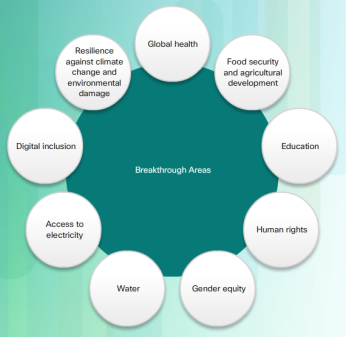 Global health
Food security
and agricultural
development
Education
Human rights
Gender equity
Water
Access to
electricity
Digital inclusion
Resilience
against climate
change and
environmental
damage
Breakthrough Areas